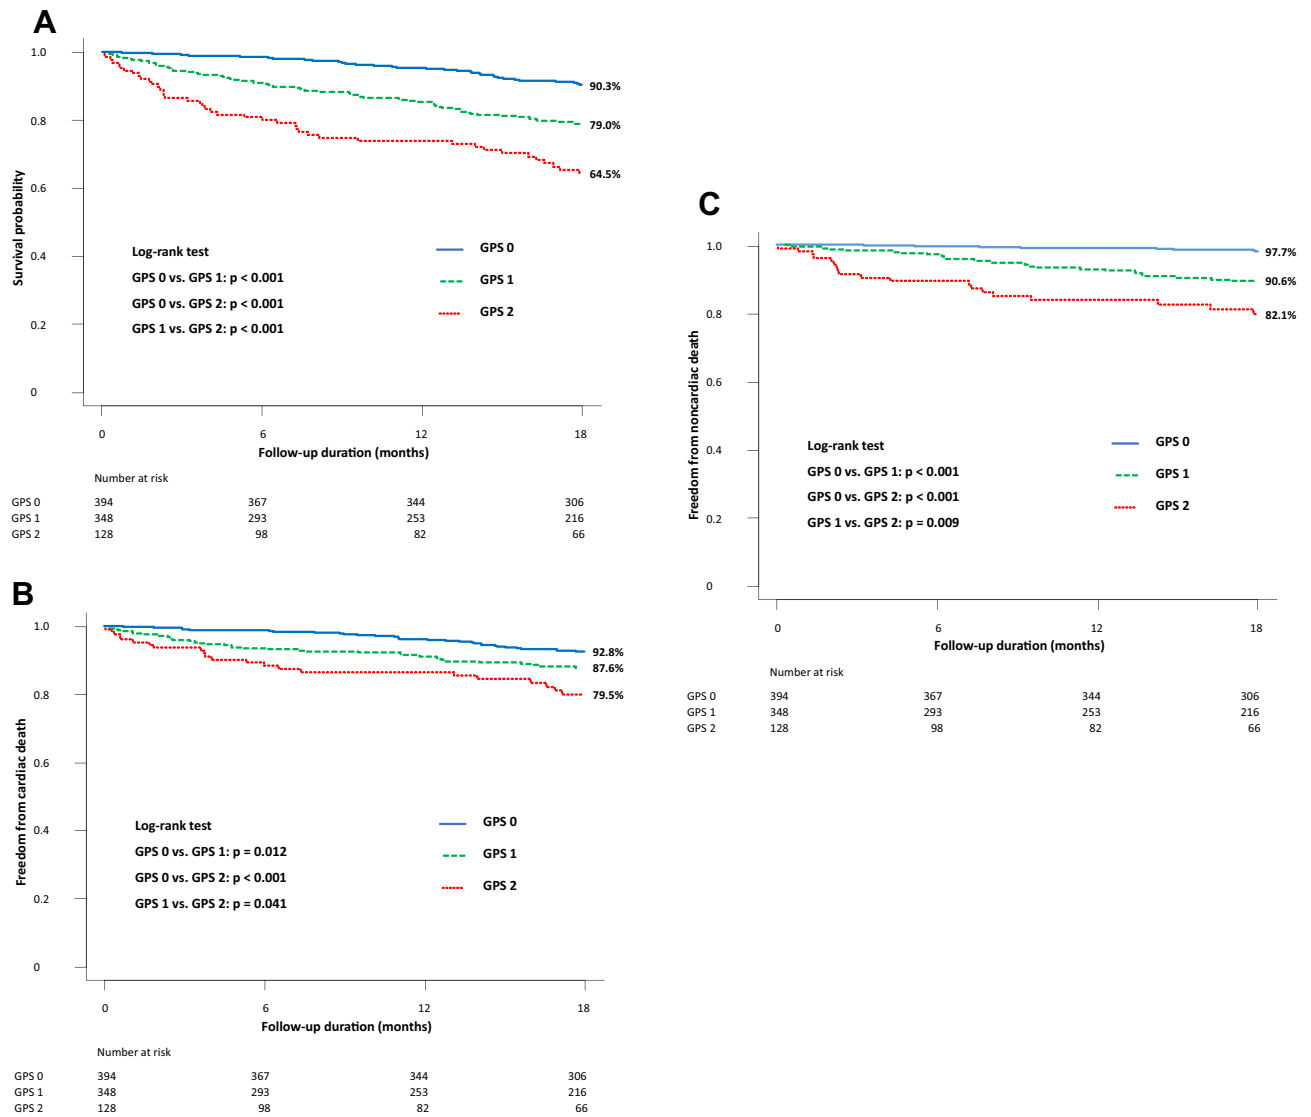 A
1.0
0.8
0.6
0.4
0.2
0
Survival probability
90.3%
79.0%
64.5%
Log-rank test
GPS 0 vs. GPS 1: p < 0.001
GPS 0 vs. GPS 2: p < 0.001
GPS 1 vs. GPS 2: p < 0.001
GPS 0
GPS 1
GPS 2
0 6 12 18
Follow-up duration (months)
Number at risk
GPS 0 394 367 344 306
GPS 1 348 293 253 216
GPS 2 128 98 82 66
B
1.0
0.8
0.6
0.4
0.2
0
Freedom from cardiac death
92.8%
87.6%
79.5%
Log-rank test
GPS 0 vs. GPS 1: p = 0.012
GPS 0 vs. GPS 2: p < 0.001
GPS 1 vs. GPS 2: p = 0.041
GPS 0
GPS 1
GPS 2
0 6 12 18
Follow-up duration (months)
Number at risk
GPS 0 394 367 344 306
GPS 1 348 293 253 216
GPS 2 128 98 82 66
C
1.0
0.8
0.6
0.4
0.2
0
Freedom from noncardiac death
97.7%
90.6%
82.1%
Log-rank test
GPS 0 vs. GPS 1: p < 0.001
GPS 0 vs. GPS 2: p < 0.001
GPS 1 vs. GPS 2: p = 0.009
GPS 0
GPS 1
GPS 2
0 6 12 18
Follow-up duration (months)
Number at risk
GPS 0 394 367 344 306
GPS 1 348 293 253 216
GPS 2 128 98 82 66